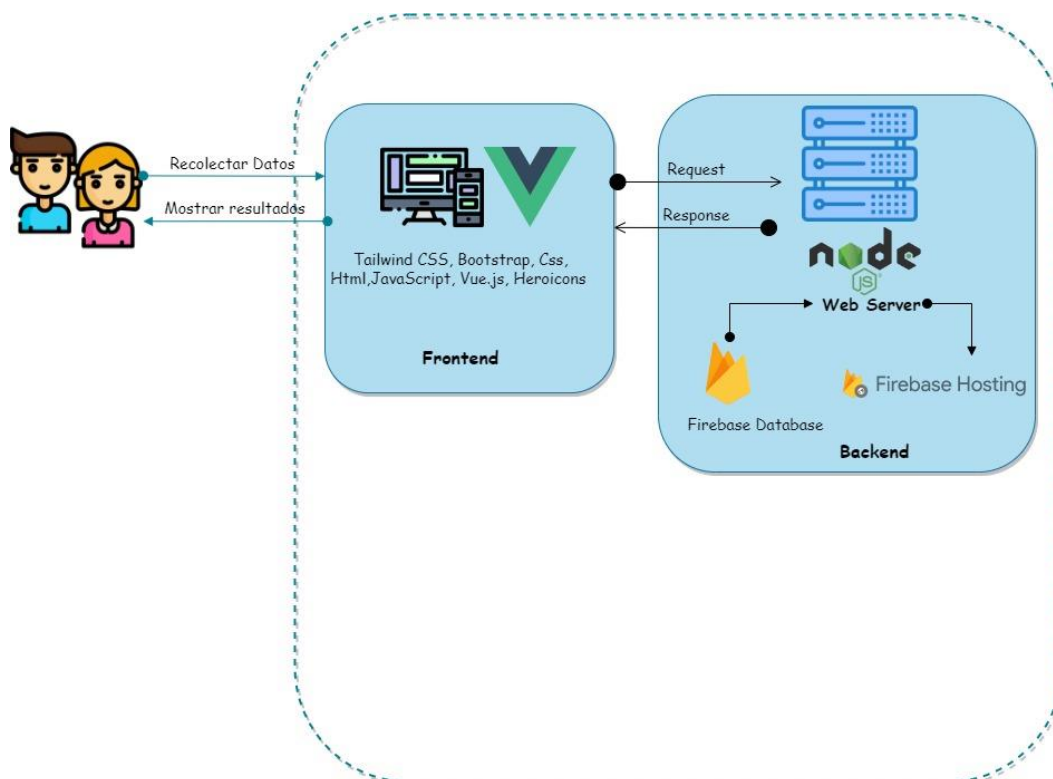 Recolectar Datos
Mostrar resultados
Tailwind CSS, Bootstrap, Css,
Html,JavaScript, Vue.js, Heroicons
Frontend
Request
Response
node
JS
Web Server
Firebase Database
Firebase Hosting
Backend